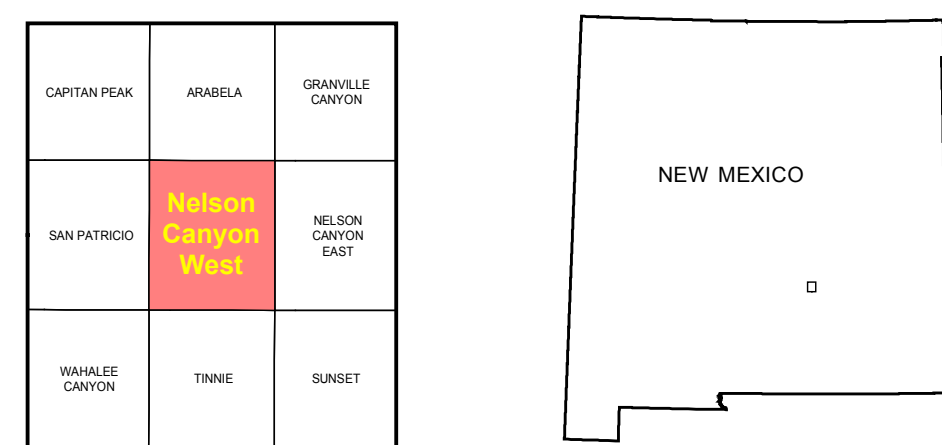 CAPITAN PEAK
ARABELA
GRANVILLE
CANYON
SAN PATRICIO
Nelson
Canyon
West
NELSON
CANYON
EAST
WAHALEE
CANYON
TINNIE
SUNSET
NEW MEXICO